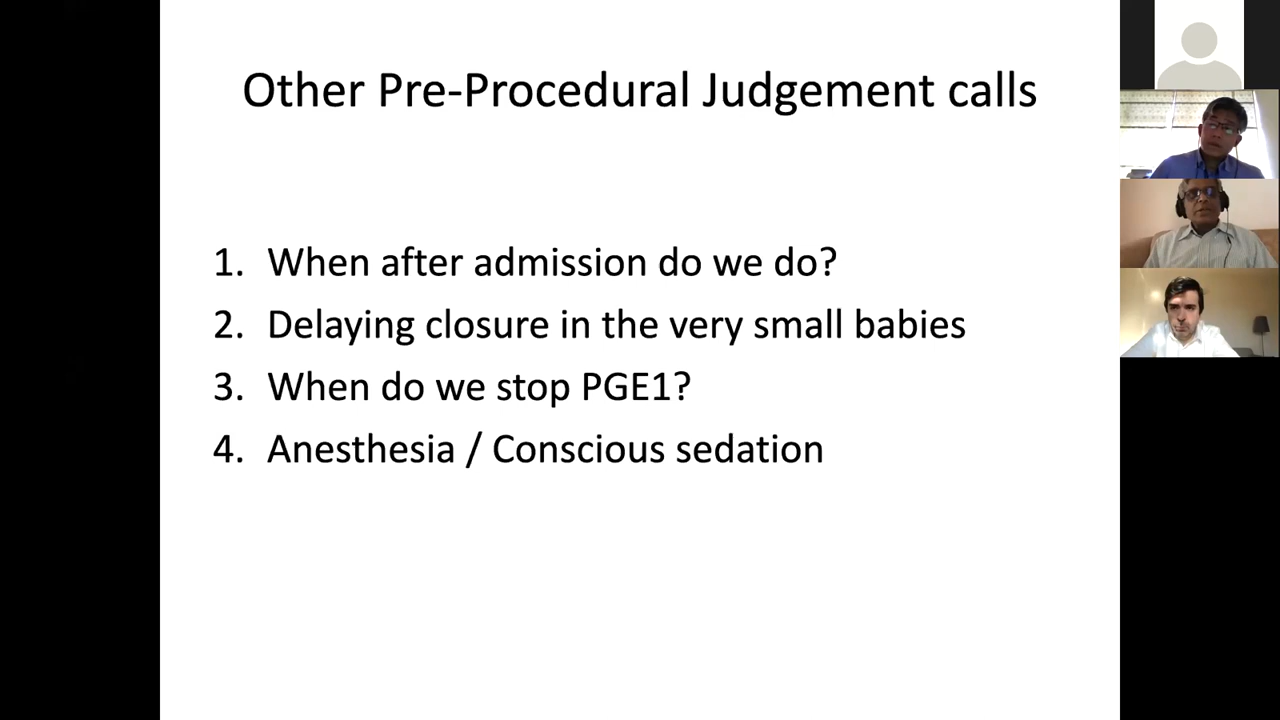 Other Pre-Procedural Judgement calls
1. When after admission do we do?
2. Delaying closure in the very small babies
3. When do we stop PGE1?
4. Anesthesia / Conscious sedation